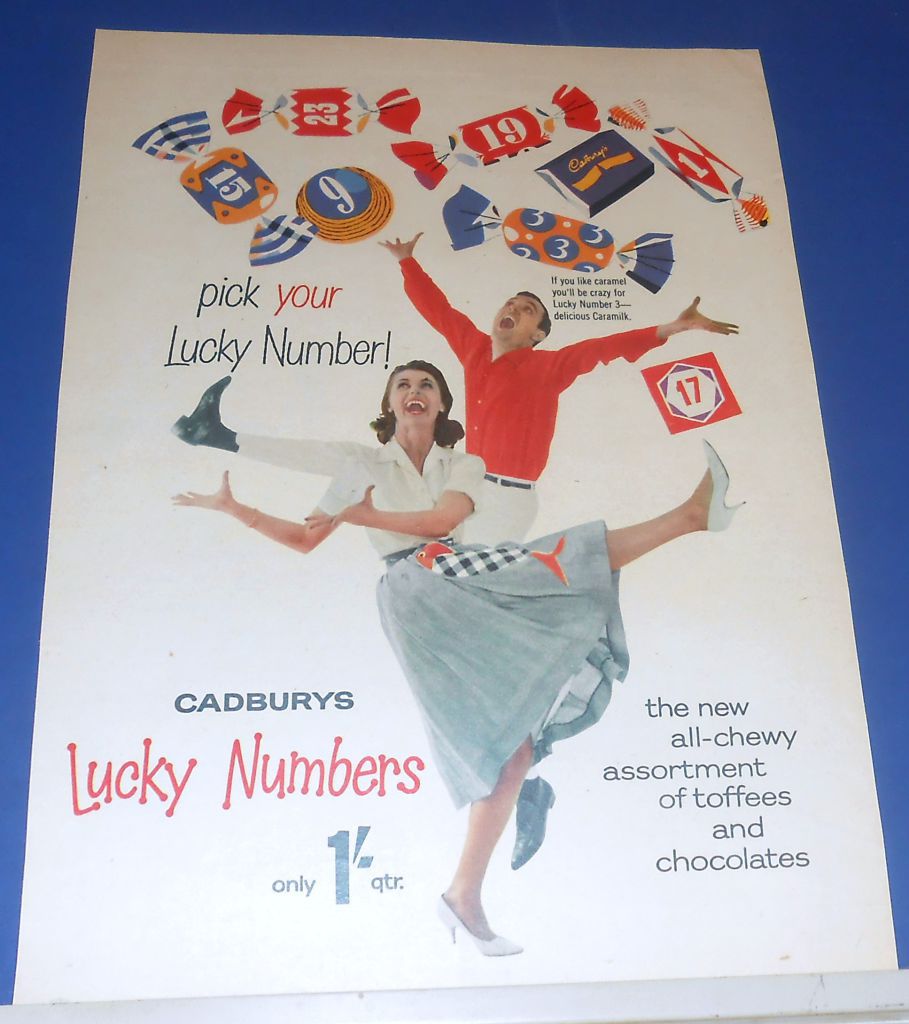 23
19
15
9
Cadbury's
1
3 3 3 3
pick your
Lucky Number!
If you like caramel
you'll be crazy for
Lucky Number 3—
delicious Caramilk.
17
CADBURYS
Lucky Numbers
only 1/- qtr.
the new
all-chewy
assortment
of toffees
and
chocolates